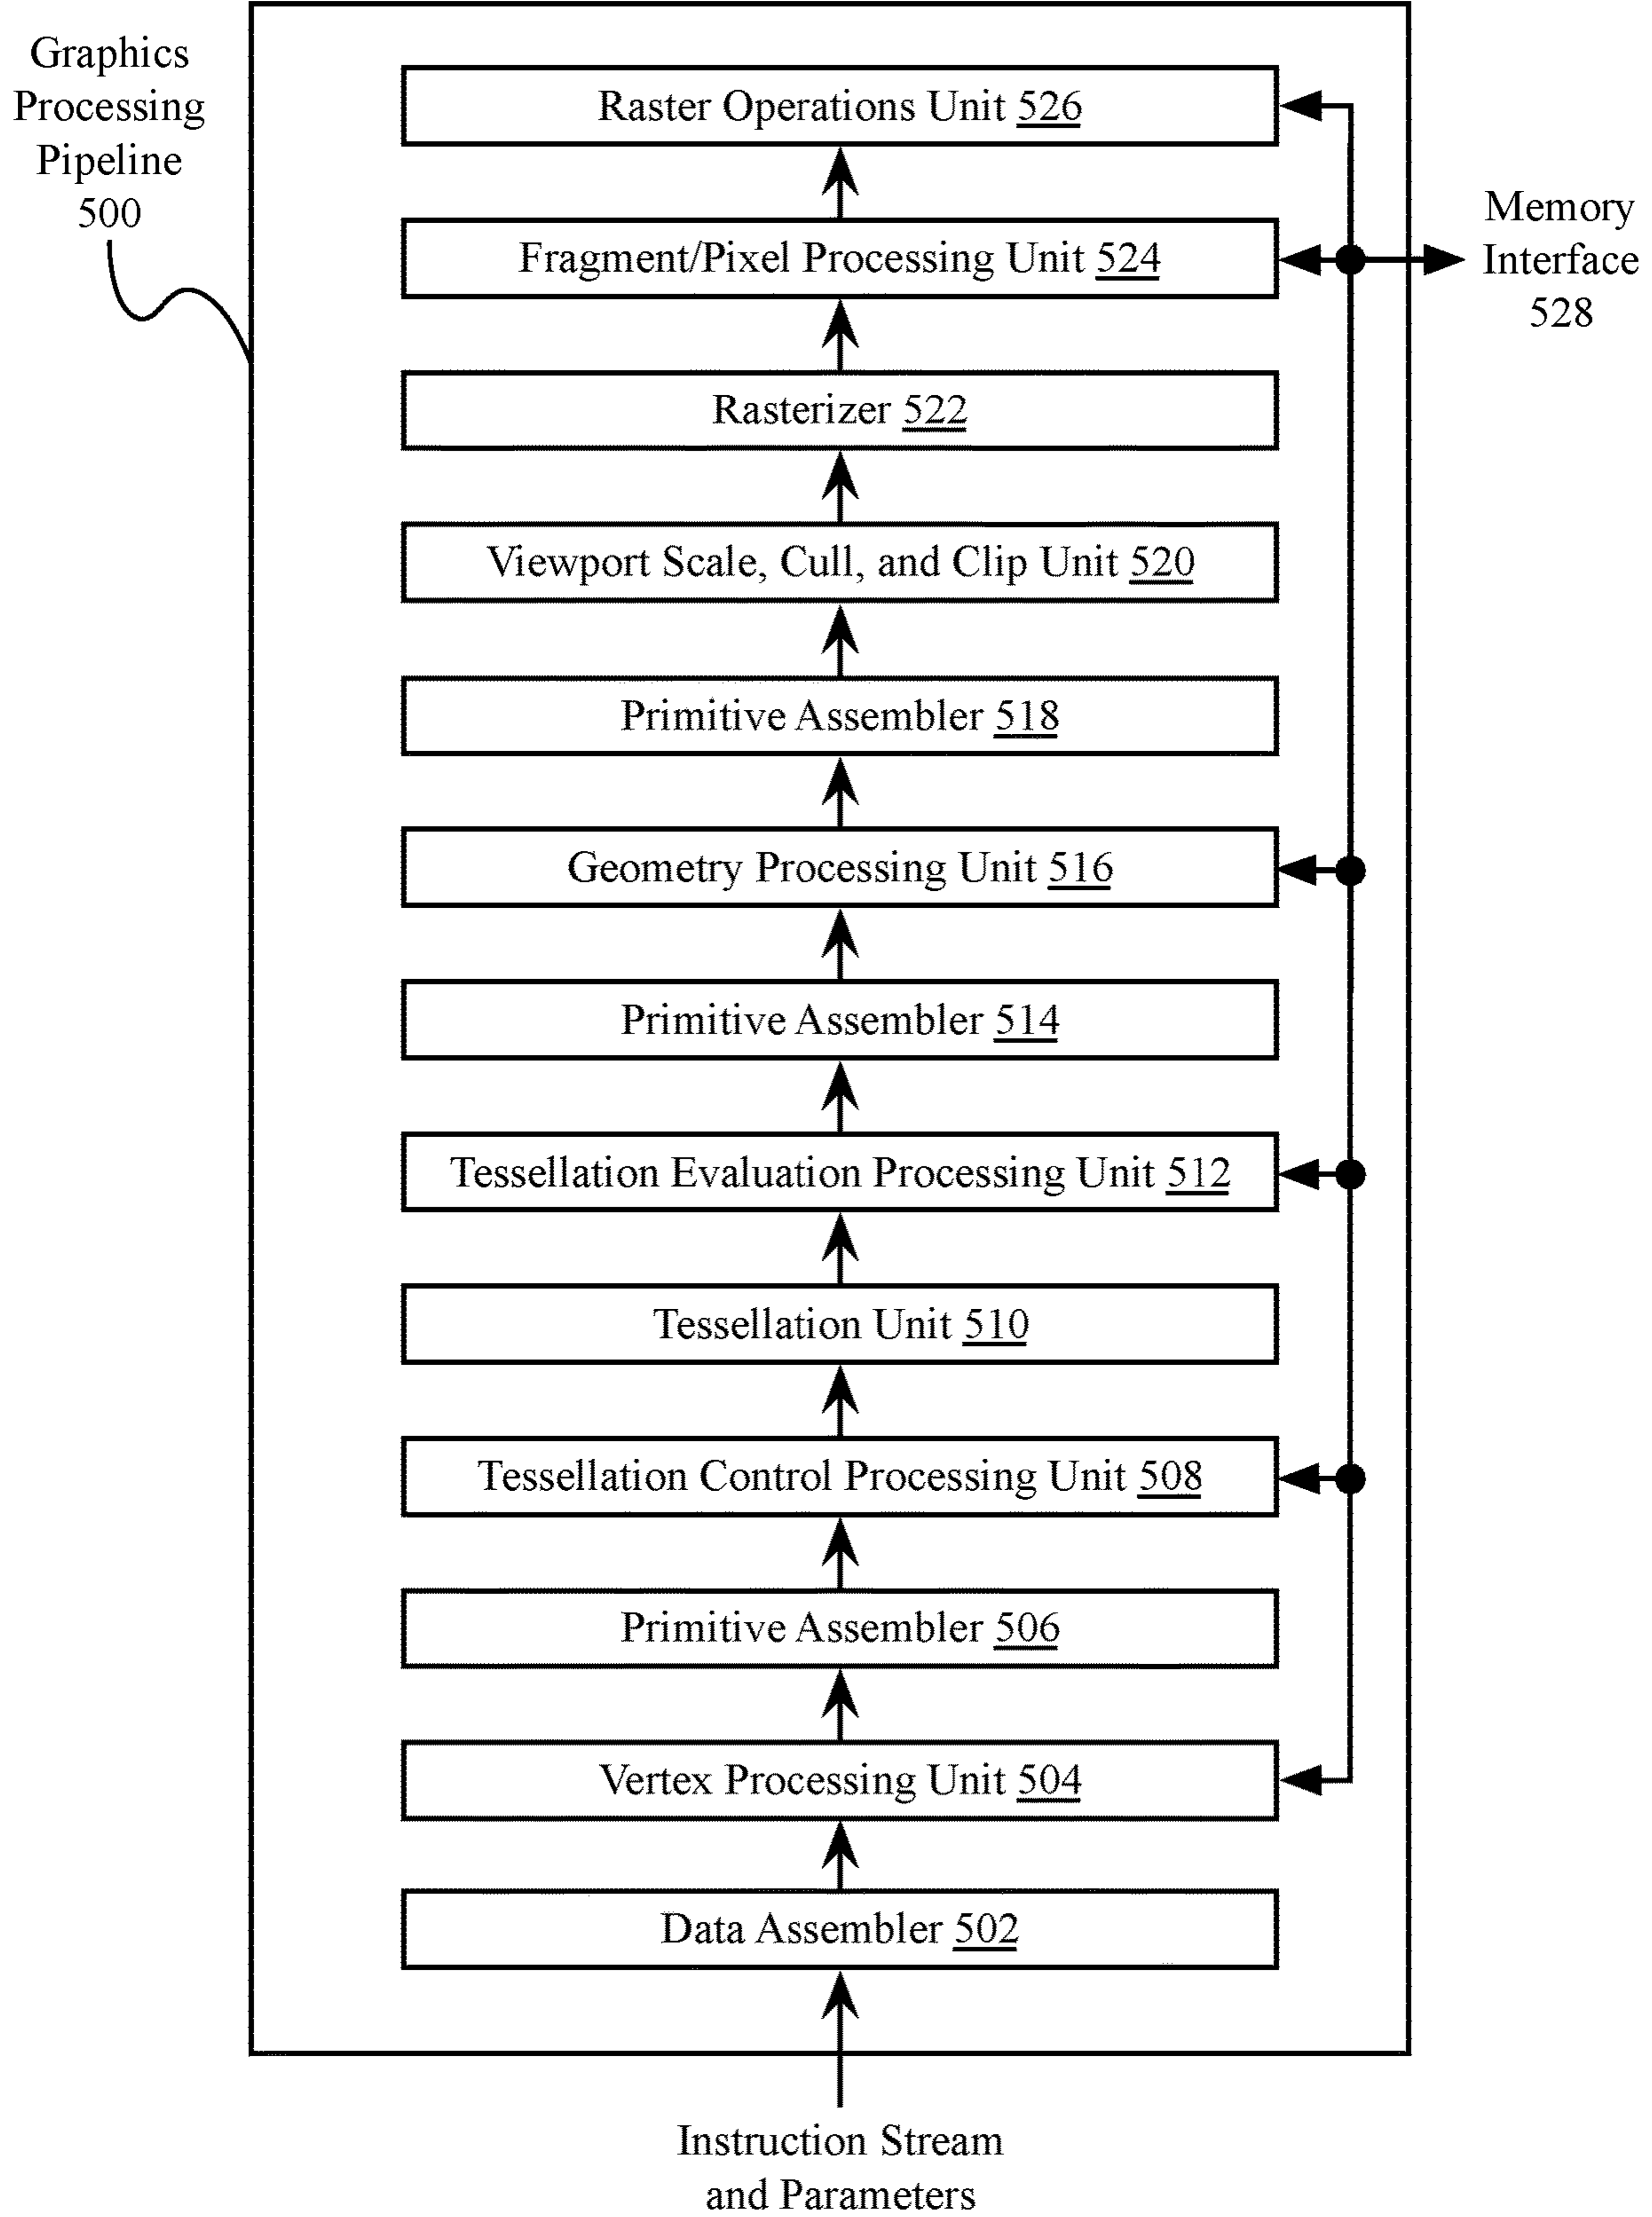 Graphics
Processing
Pipeline
500
Raster Operations Unit 526
Fragment/Pixel Processing Unit 524
Memory
Interface
528
Rasterizer 522
Viewport Scale, Cull, and Clip Unit 520
Primitive Assembler 518
Geometry Processing Unit 516
Primitive Assembler 514
Tessellation Evaluation Processing Unit 512
Tessellation Unit 510
Tessellation Control Processing Unit 508
Primitive Assembler 506
Vertex Processing Unit 504
Data Assembler 502
Instruction Stream
and Parameters